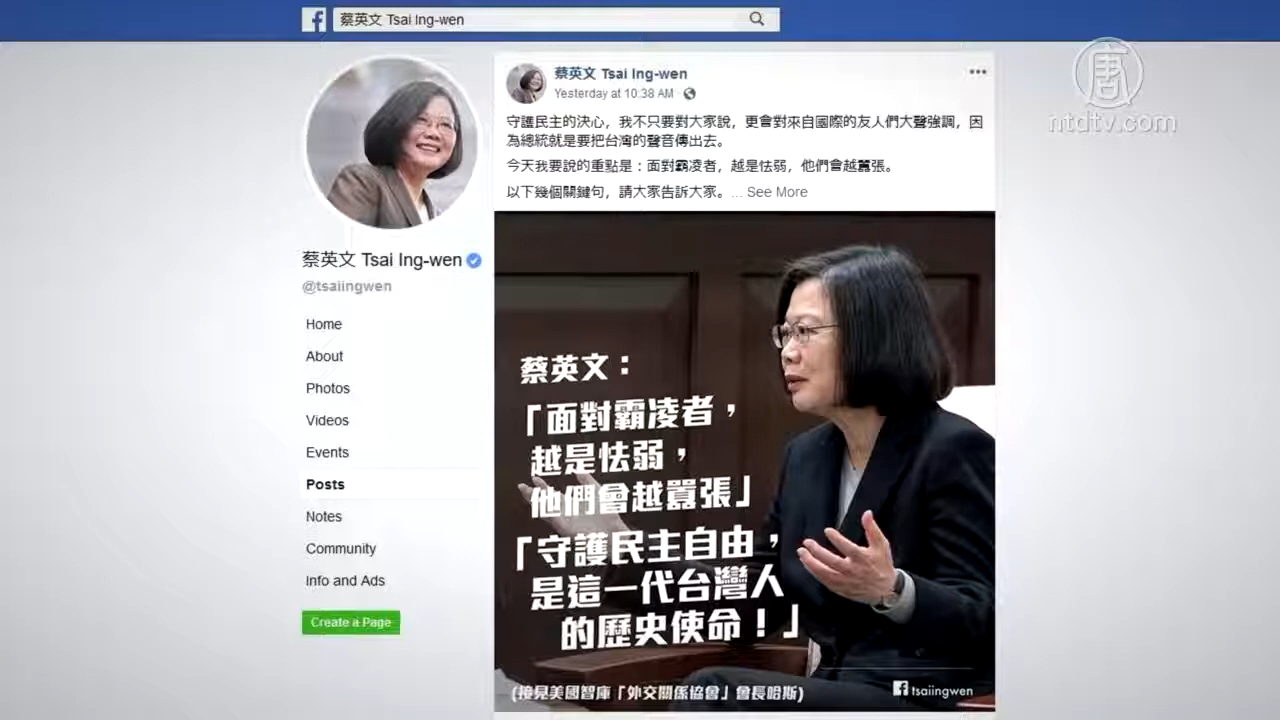 蔡英文 Tsai Ing-wen
唐
ntdtv.com
蔡英文 Tsai Ing-wen
Yesterday at 10:38 AM
守護民主的決心，我不只要對大家說，更會對來自國際的友人們大聲強調，因
為總統就是要把台灣的聲音傳出去。
今天我要說的重點是：面對霸凌者，越是怯弱，他們會越囂張。
以下幾個關鍵句，請大家告訴大家。... See More
蔡英文 Tsai Ing-wen
@tsaiingwen
Home
About
Photos
Videos
Events
Posts
Notes
Community
Info and Ads
Create a Page
蔡英文：
「面對霸凌者，
越是怯弱，
他們會越囂張」
「守護民主自由，
是這一代台灣人
的歷史使命！」
(接見美國智庫「外交關係協會」會長哈斯)
tsaiingwen